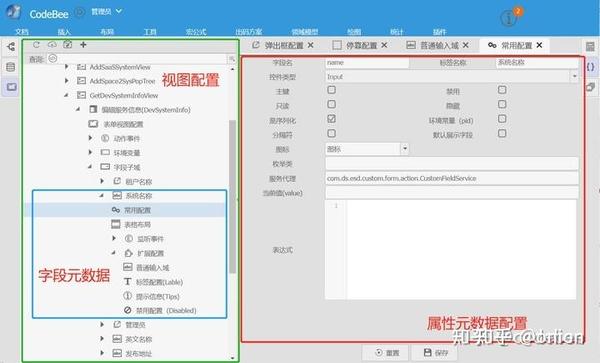 CodeBee
管理员
2
文档 插入 布局 工具 宏公式 出码方案 领域模型 绘图 统计 插件
弹出框配置 停靠配置 普通输入域 常用配置
查询:
AddSaaSSystemView
AddSpace2SysPopTree
GetDevSystemInfoView
视图配置
编辑服务信息(DevSystemInfo)
表单视图配置
动作事件
环境变量
字段子域
租户名称
系统名称
常用配置
表格布局
监听事件
扩展配置
普通输入域
标签配置(Lable)
提示信息(Tips)
禁用配置 (Disabled)
字段元数据
管理员
英文名称
发布地址
字段名 name 标签名称 系统名称
控件类型 Input
主键 禁用
只读 隐藏
是序列化 环境常量 (pid)
分隔符 默认展示字段
图标 图标
枚举类
服务代理 com.ds.esd.custom.form.action.CustomFieldService
当前值(value)
1
表达式
属性元数据配置
重置 保存